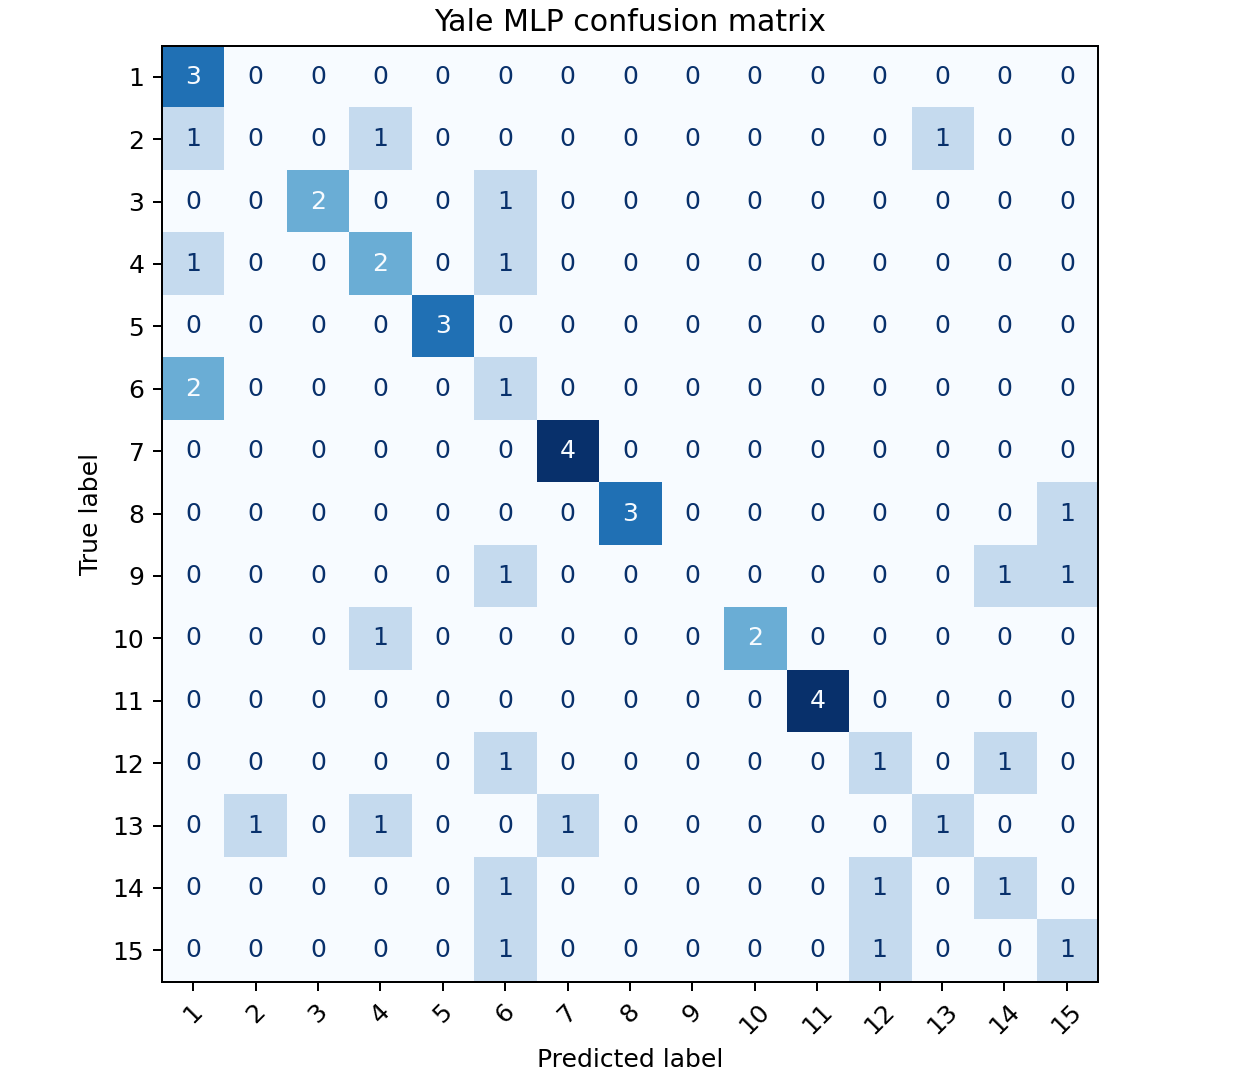 Yale MLP confusion matrix
1 3 0 0 0 0 0 0 0 0 0 0 0 0 0 0
2 1 0 0 1 0 0 0 0 0 0 0 0 1 0 0
3 0 0 2 0 0 1 0 0 0 0 0 0 0 0 0
4 1 0 0 2 0 1 0 0 0 0 0 0 0 0 0
5 0 0 0 0 3 0 0 0 0 0 0 0 0 0 0
6 2 0 0 0 0 1 0 0 0 0 0 0 0 0 0
7 0 0 0 0 0 0 4 0 0 0 0 0 0 0 0
8 0 0 0 0 0 0 0 3 0 0 0 0 0 0 1
9 0 0 0 0 0 1 0 0 0 0 0 0 0 1 1
10 0 0 0 1 0 0 0 0 0 2 0 0 0 0 0
11 0 0 0 0 0 0 0 0 0 0 4 0 0 0 0
12 0 0 0 0 0 1 0 0 0 0 0 1 0 1 0
13 0 1 0 1 0 0 1 0 0 0 0 0 1 0 0
14 0 0 0 0 0 1 0 0 0 0 0 1 0 1 0
15 0 0 0 0 0 1 0 0 0 0 0 1 0 0 1
True label
1 2 3 4 5 6 7 8 9 10 11 12 13 14 15
Predicted label